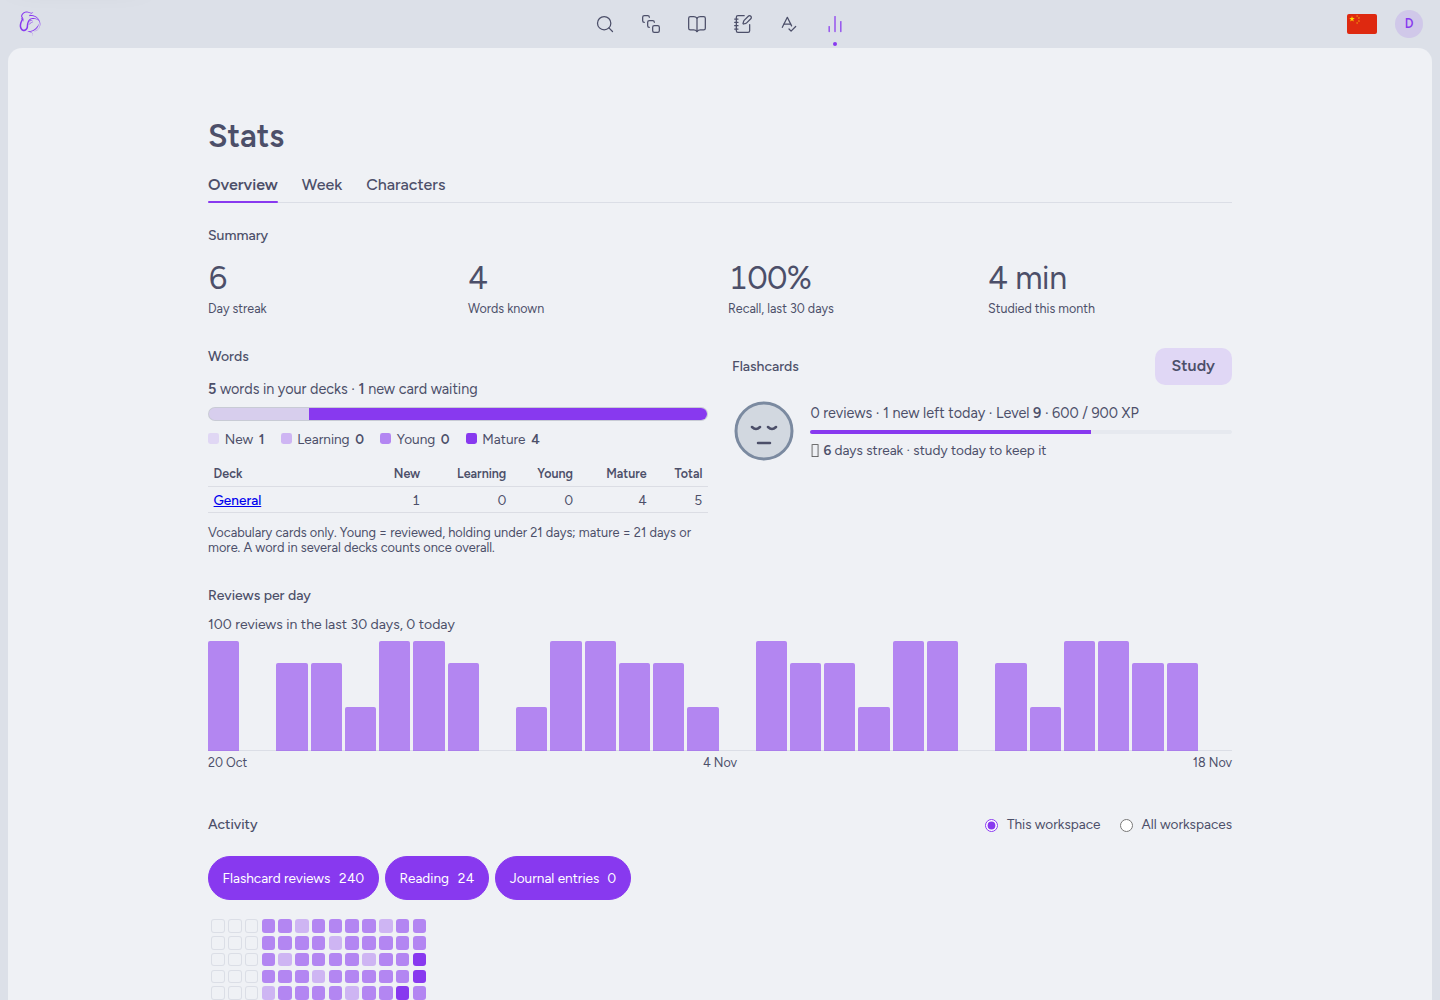 D
Stats
Overview Week Characters
Summary
6 4 100% 4 min
Day streak Words known Recall, last 30 days Studied this month
Words
5 words in your decks · 1 new card waiting
New 1 Learning 0 Young 0 Mature 4
Deck New Learning Young Mature Total
General 1 0 0 4 5
Vocabulary cards only. Young = reviewed, holding under 21 days; mature = 21 days or
more. A word in several decks counts once overall.
Flashcards Study
0 reviews · 1 new left today · Level 9 · 600 / 900 XP
6 days streak · study today to keep it
Reviews per day
100 reviews in the last 30 days, 0 today
20 Oct 4 Nov 18 Nov
Activity This workspace All workspaces
Flashcard reviews 240 Reading 24 Journal entries 0